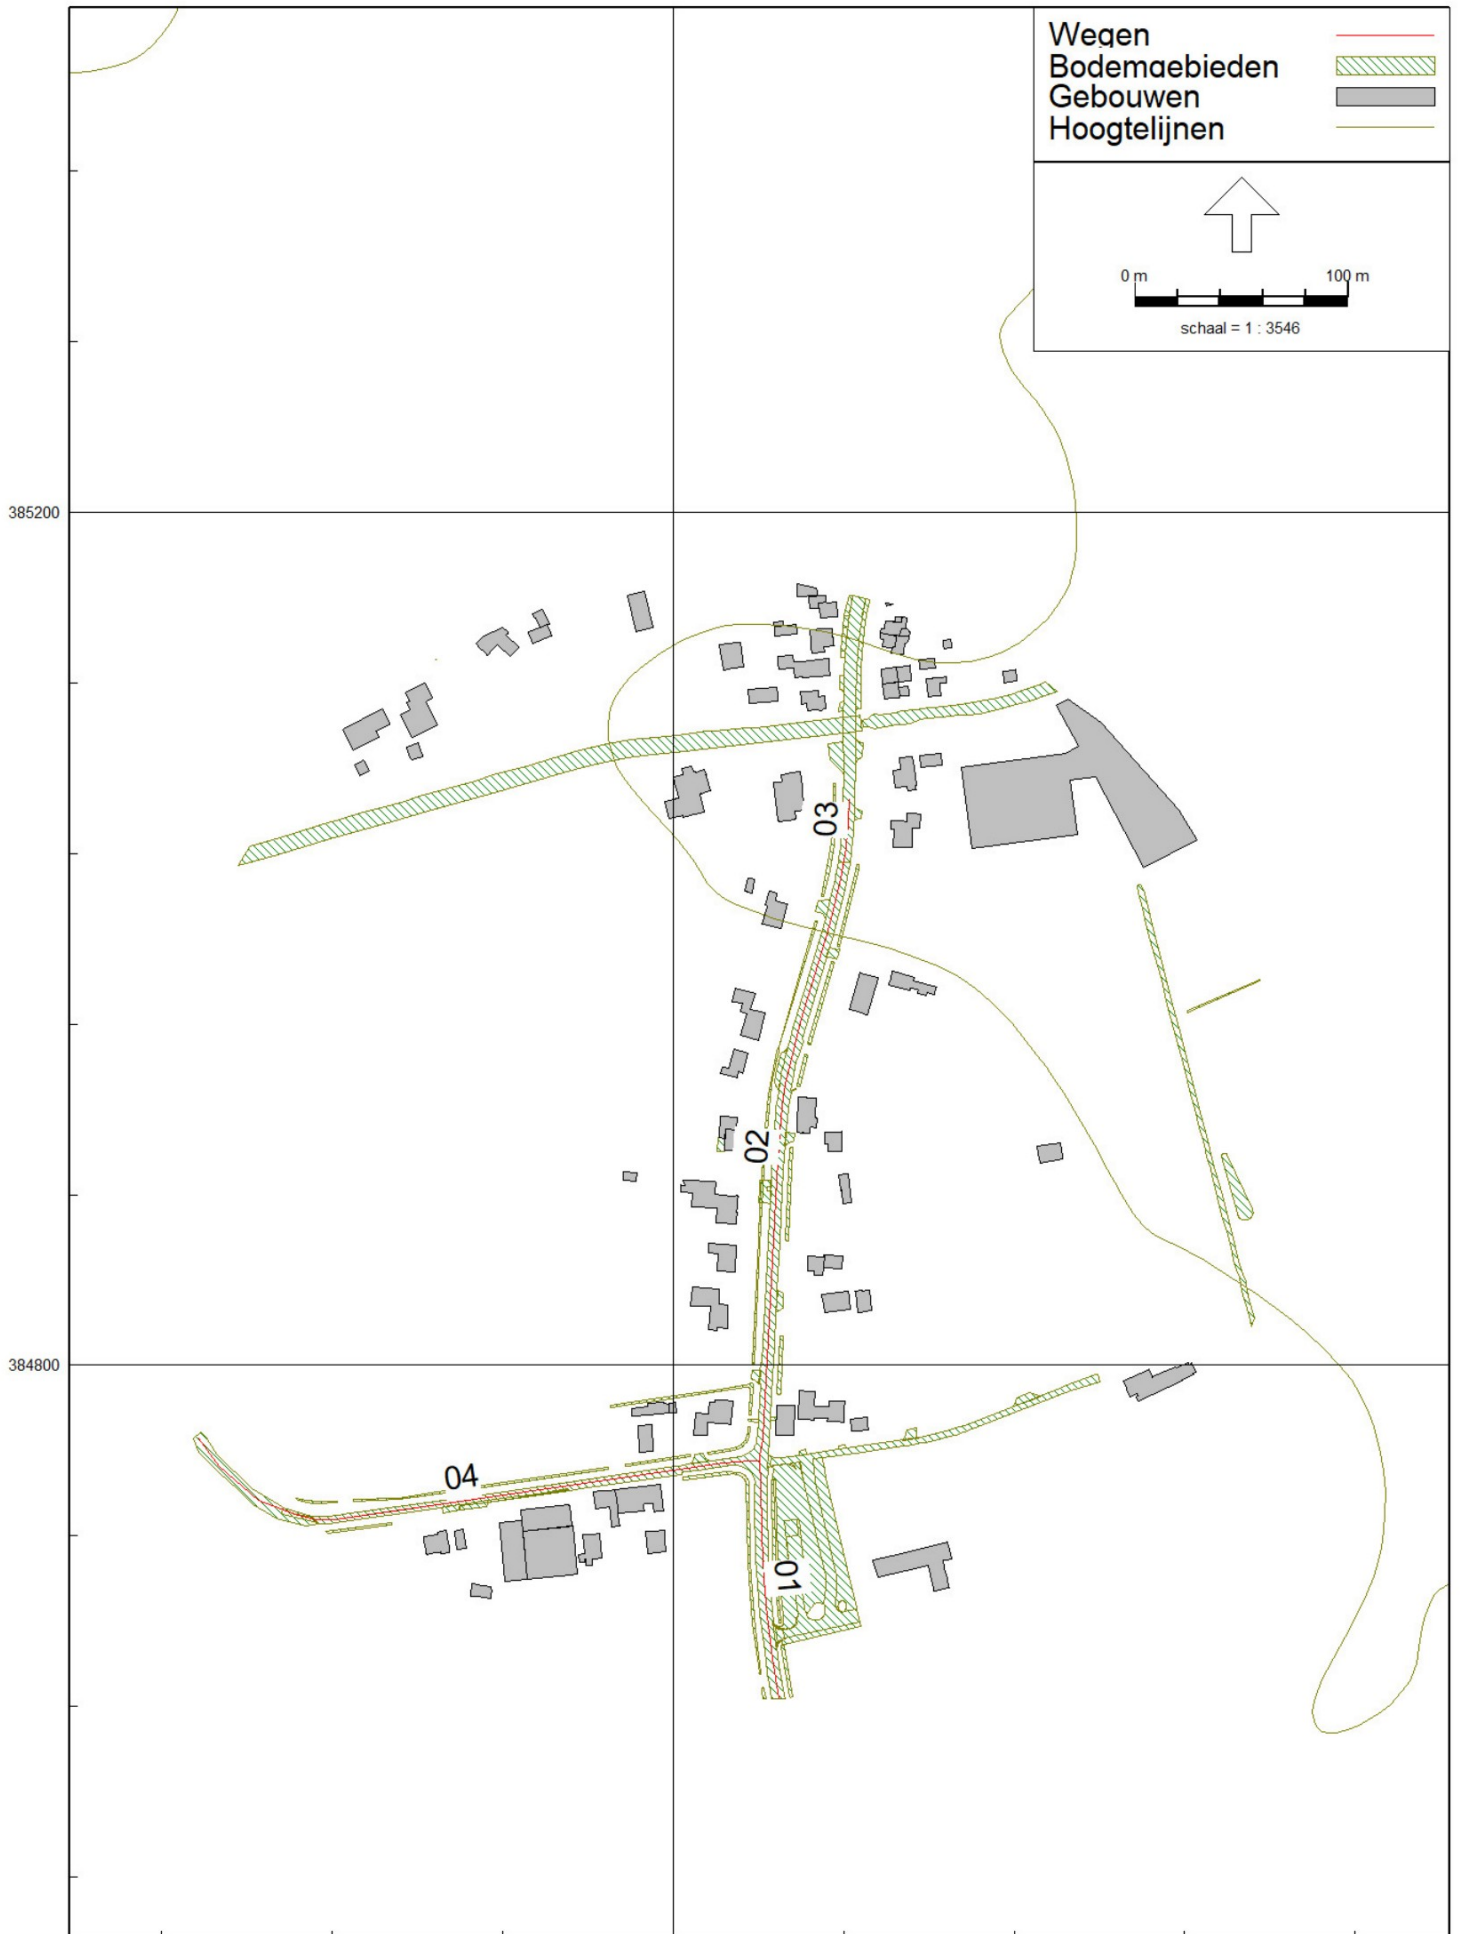 Wegen
Bodemgebieden
Gebouwen
Hoogtelijnen
0 m 100 m
schaal = 1 : 3546
385200
03
02
384800
04
01